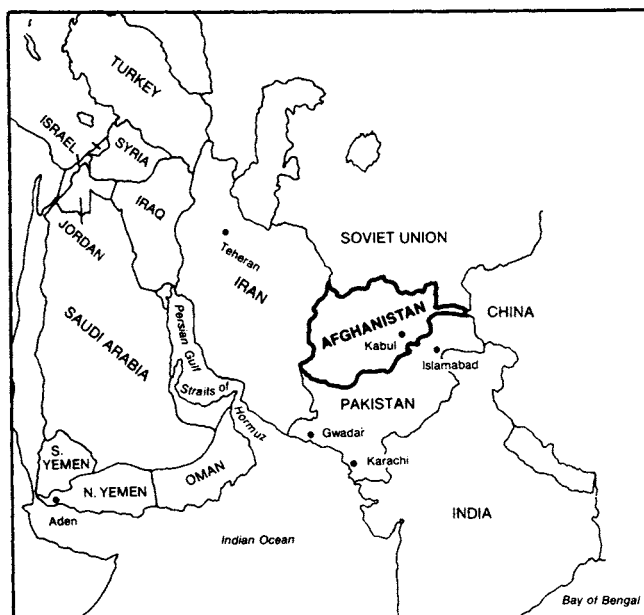 TURKEY
ISRAEL
SYRIA
IRAQ
JORDAN
Teheran
SOVIET UNION
IRAN
AFGHANISTAN
CHINA
Kabul
Islamabad
SAUDI ARABIA
Persian Gulf
Straits of
Hormuz
PAKISTAN
Gwadar
Karachi
S.
YEMEN
N. YEMEN
OMAN
Aden
INDIA
Indian Ocean
Bay of Bengal